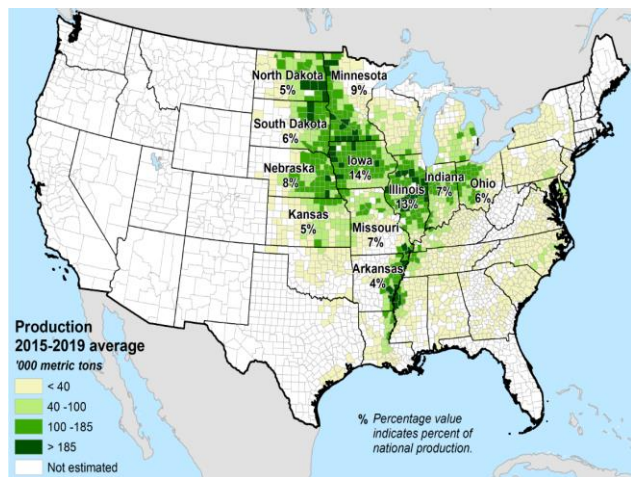 North Dakota
5%
Minnesota
9%
South Dakota
6%
Nebraska
8%
Iowa
14%
Illinois
13%
Indiana
7%
Ohio
6%
Kansas
5%
Missouri
7%
Arkansas
4%
Production
2015-2019 average
'000 metric tons
< 40
40 -100
100 -185
> 185
Not estimated
% Percentage value
indicates percent of
national production.